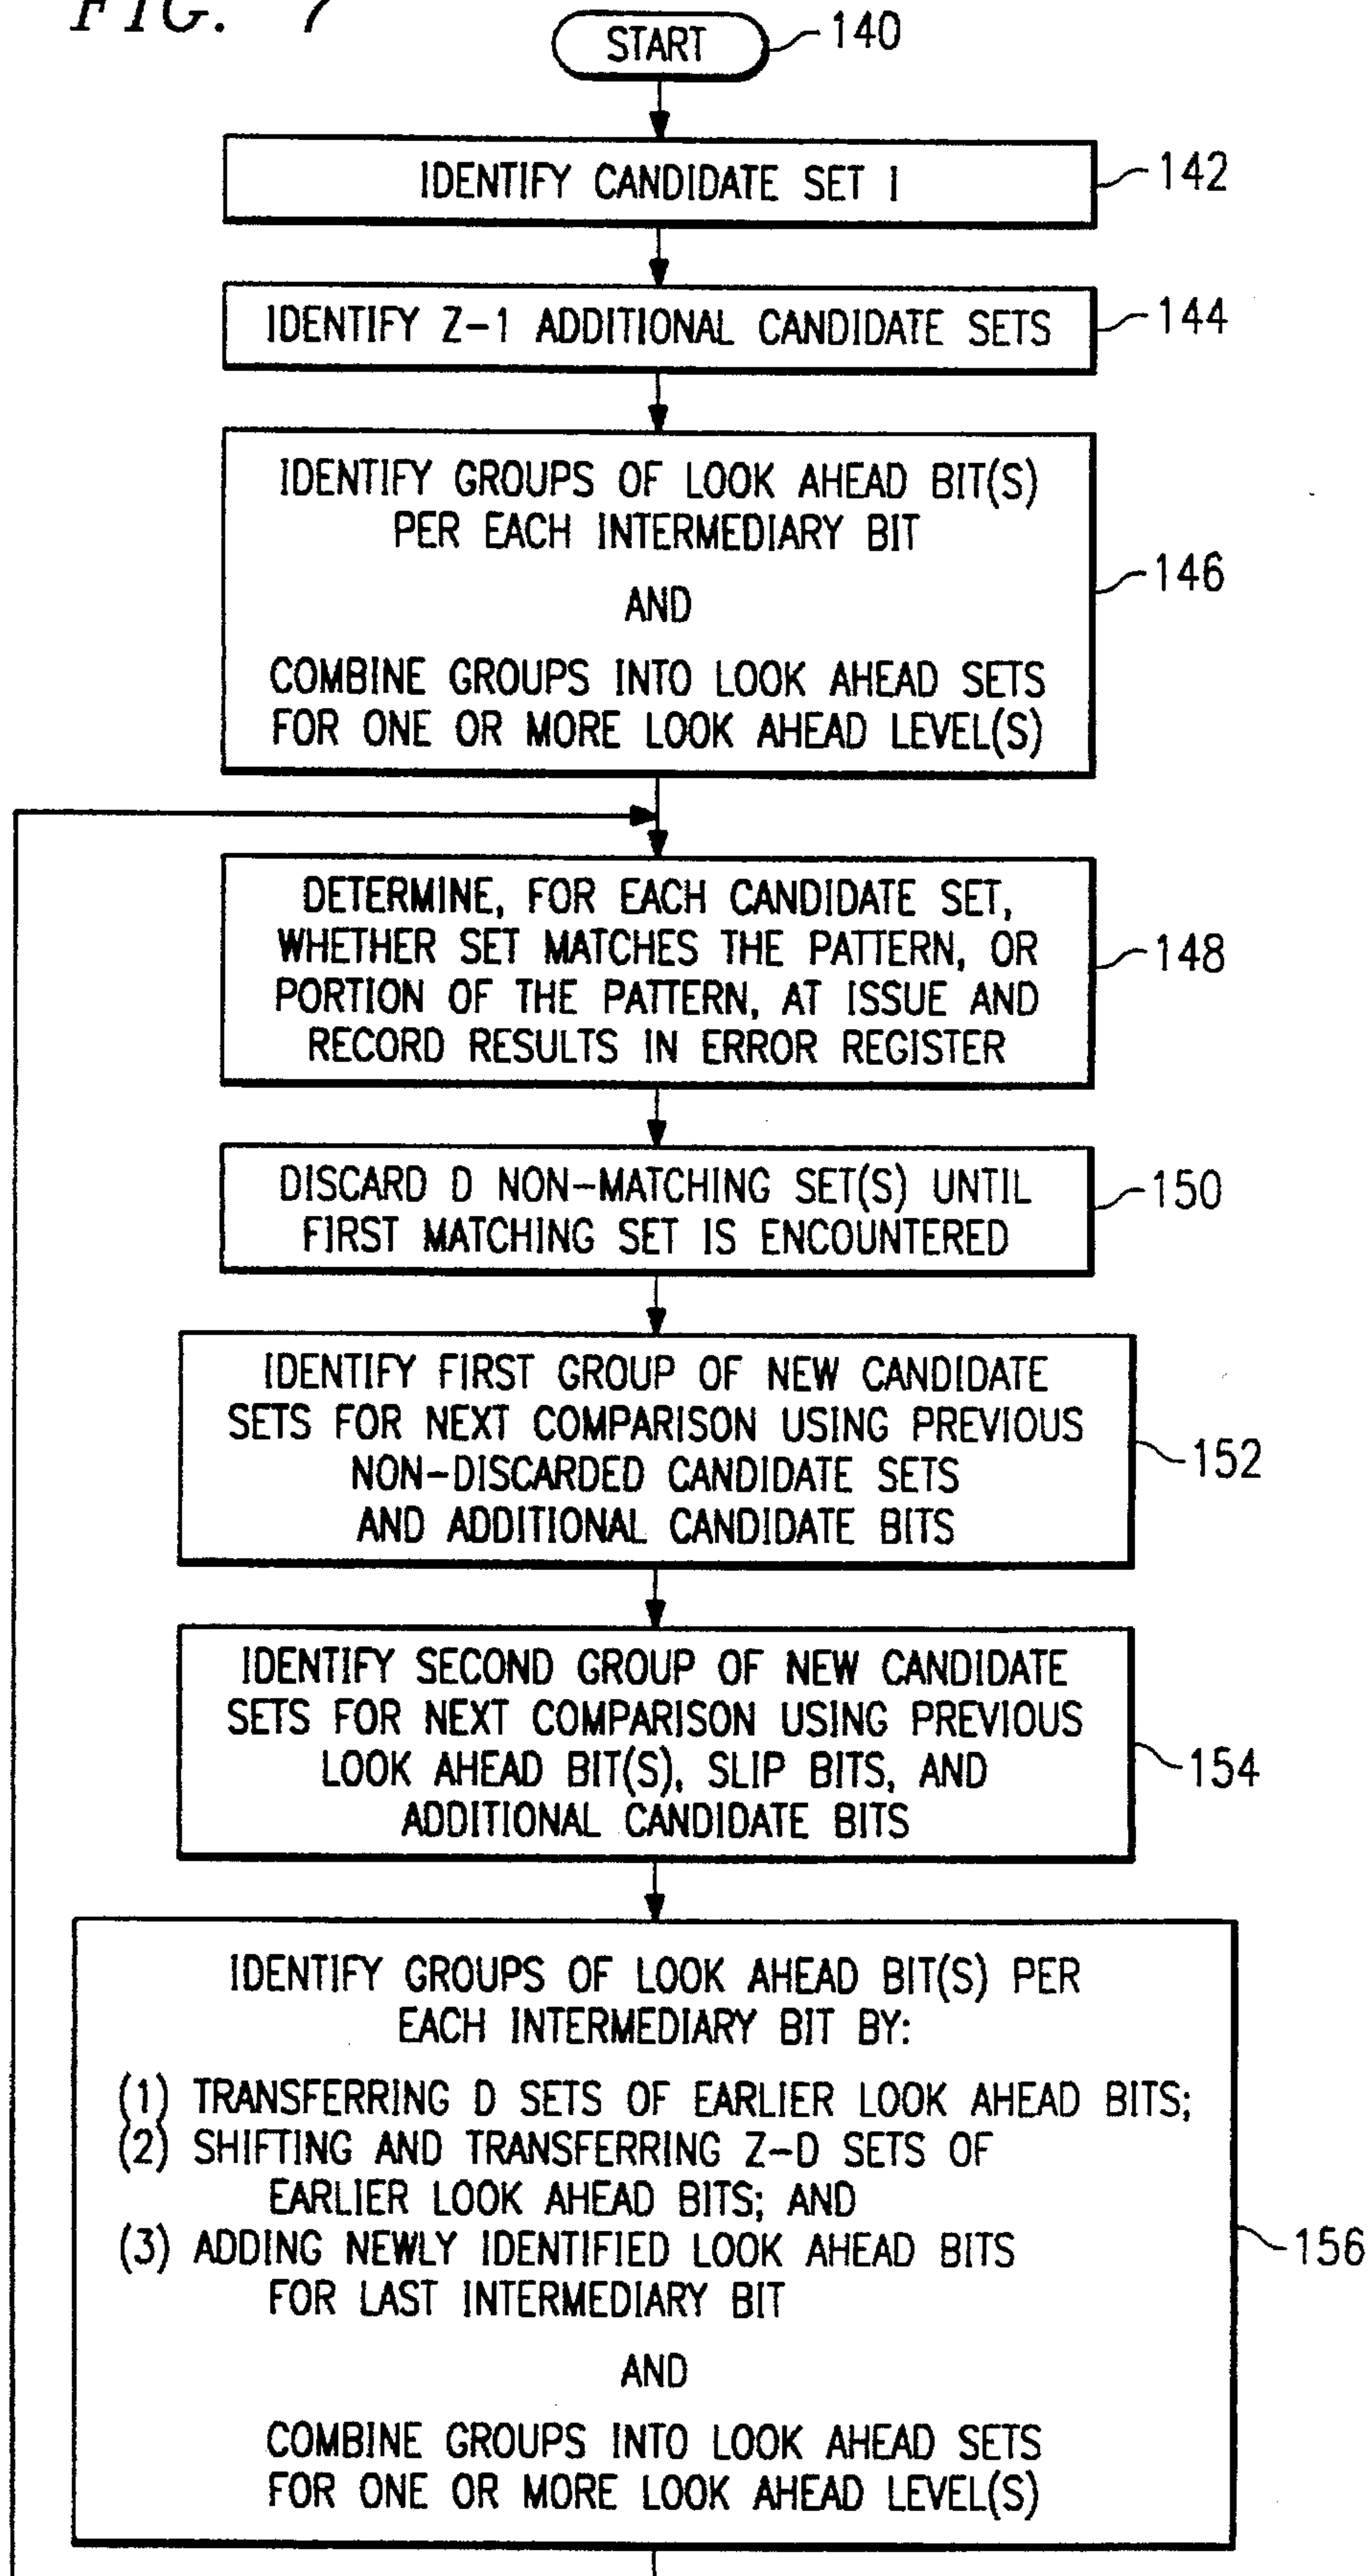 FIG. 7
START
140
IDENTIFY CANDIDATE SET I
142
IDENTIFY Z-1 ADDITIONAL CANDIDATE SETS
144
IDENTIFY GROUPS OF LOOK AHEAD BIT(S)
PER EACH INTERMEDIARY BIT
AND
COMBINE GROUPS INTO LOOK AHEAD SETS
FOR ONE OR MORE LOOK AHEAD LEVEL(S)
146
DETERMINE, FOR EACH CANDIDATE SET,
WHETHER SET MATCHES THE PATTERN, OR
PORTION OF THE PATTERN, AT ISSUE AND
RECORD RESULTS IN ERROR REGISTER
148
DISCARD D NON-MATCHING SET(S) UNTIL
FIRST MATCHING SET IS ENCOUNTERED
150
IDENTIFY FIRST GROUP OF NEW CANDIDATE
SETS FOR NEXT COMPARISON USING PREVIOUS
NON-DISCARDED CANDIDATE SETS
AND ADDITIONAL CANDIDATE BITS
152
IDENTIFY SECOND GROUP OF NEW CANDIDATE
SETS FOR NEXT COMPARISON USING PREVIOUS
LOOK AHEAD BIT(S), SLIP BITS, AND
ADDITIONAL CANDIDATE BITS
154
IDENTIFY GROUPS OF LOOK AHEAD BIT(S) PER
EACH INTERMEDIARY BIT BY:
(1) TRANSFERRING D SETS OF EARLIER LOOK AHEAD BITS;
(2) SHIFTING AND TRANSFERRING Z-D SETS OF
EARLIER LOOK AHEAD BITS; AND
(3) ADDING NEWLY IDENTIFIED LOOK AHEAD BITS
FOR LAST INTERMEDIARY BIT
AND
COMBINE GROUPS INTO LOOK AHEAD SETS
FOR ONE OR MORE LOOK AHEAD LEVEL(S)
156